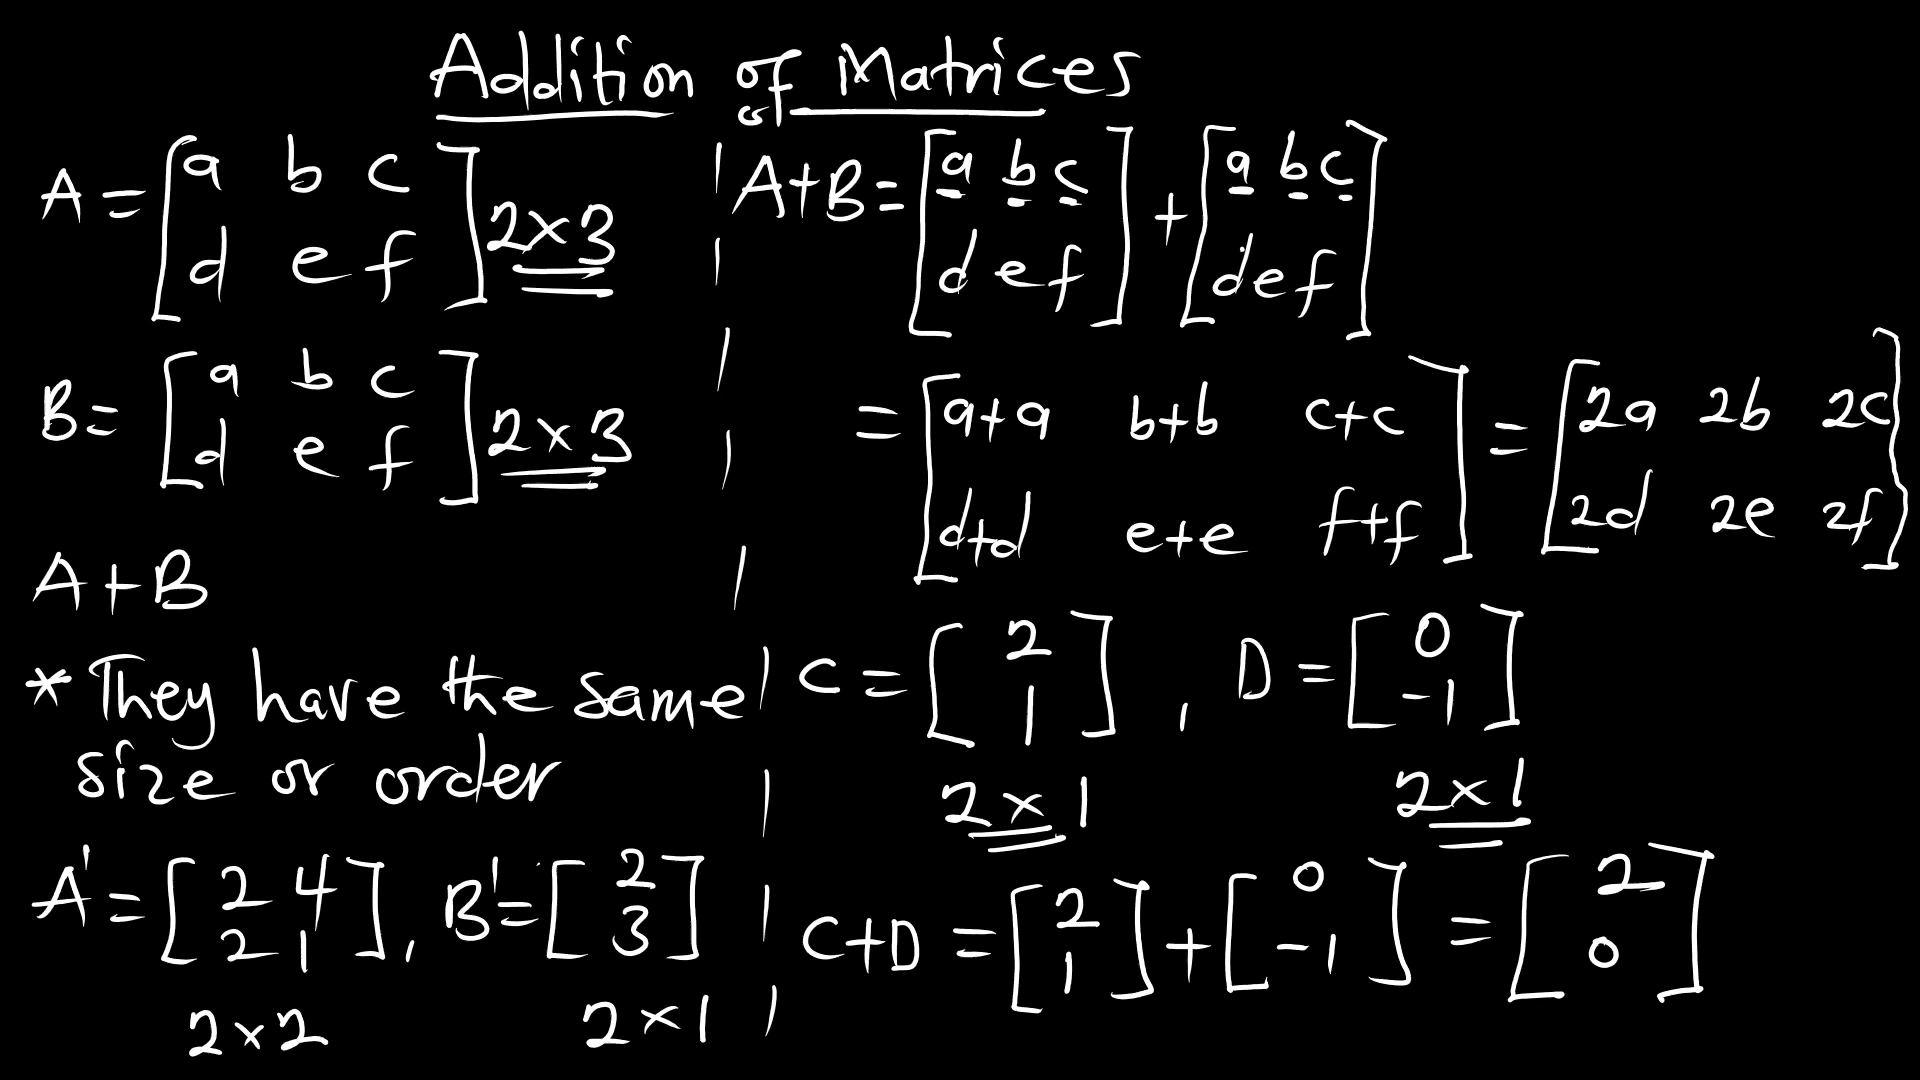 Addition of Matrices
A = [a b c
d e f] 2×3
B = [a b c
d e f] 2×3
A+B
* They have the same
size or order
A' = [2 4
2 1], B' = [2
3]
2×2 2×1
A+B = [a b c
d e f] + [a b c
d e f]
= [a+a b+b c+c
d+d e+e f+f] = [2a 2b 2c
2d 2e 2f]
C = [2
1], D = [0
-1]
2×1 2×1
C+D = [2
1] + [0
-1] = [2
0]